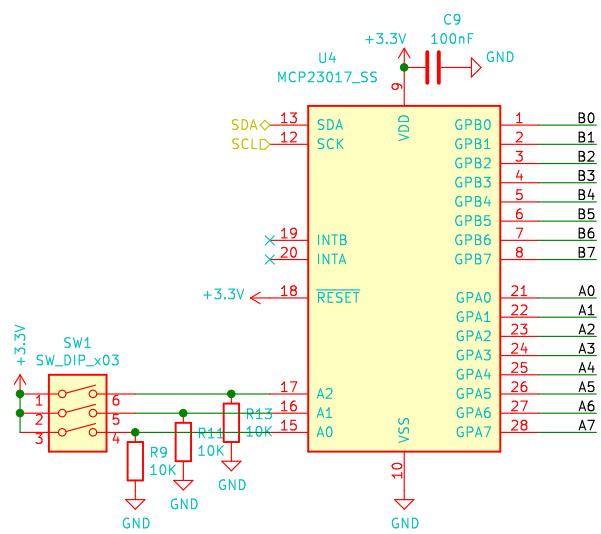 C9
100nF
+3.3V
GND
U4
MCP23017_SS
9
VDD
SDA 13 SDA GPB0 1 B0
SCL 12 SCK GPB1 2 B1
GPB2 3 B2
GPB3 4 B3
GPB4 5 B4
GPB5 6 B5
19 INTB GPB6 7 B6
20 INTA GPB7 8 B7
+3.3V 18 RESET GPA0 21 A0
GPA1 22 A1
GPA2 23 A2
GPA3 24 A3
GPA4 25 A4
17 A2 GPA5 26 A5
16 A1 GPA6 27 A6
15 A0 GPA7 28 A7
VSS
10
GND
+3.3V
SW1
SW_DIP_x03
1 6
2 5
3 4
R13
10K
GND
R11
10K
GND
R9
10K
GND